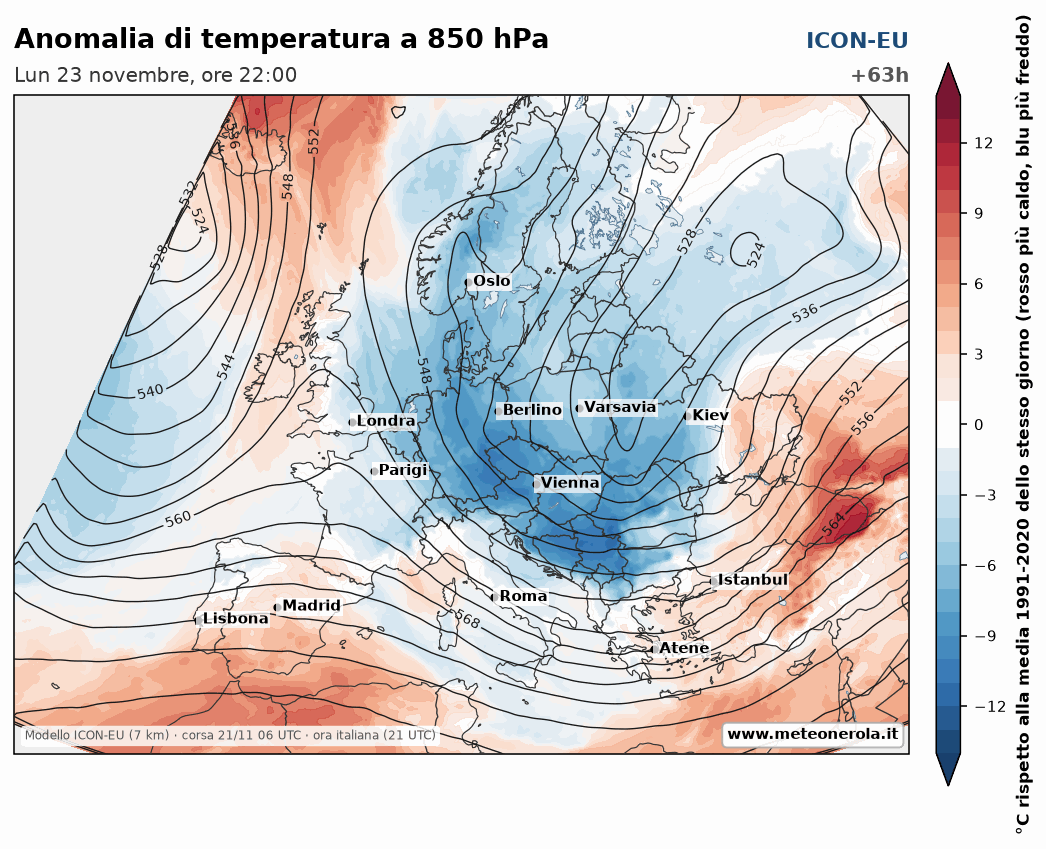 Anomalia di temperatura a 850 hPa
ICON-EU
Lun 23 novembre, ore 22:00
+63h
536
552
548
532
524
528
528
524
536
544
548
540
552
556
560
564
568
Oslo
Berlino
Varsavia
Kiev
Londra
Parigi
Vienna
Roma
Istanbul
Madrid
Lisbona
Atene
Modello ICON-EU (7 km) · corsa 21/11 06 UTC · ora italiana (21 UTC)
www.meteonerola.it
12
9
6
3
0
−3
−6
−9
−12
°C rispetto alla media 1991-2020 dello stesso giorno (rosso più caldo, blu più freddo)